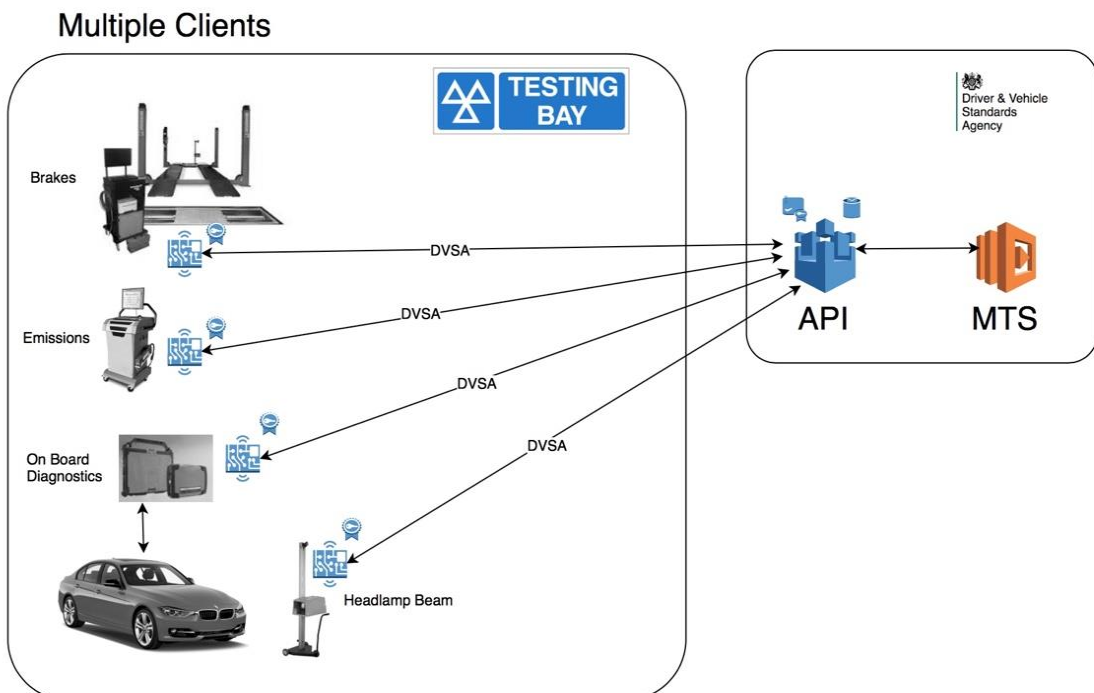 Multiple Clients
TESTING
BAY
Driver & Vehicle
Standards
Agency
Brakes
DVSA
DVSA
Emissions
API
MTS
DVSA
On Board
Diagnostics
DVSA
Headlamp Beam